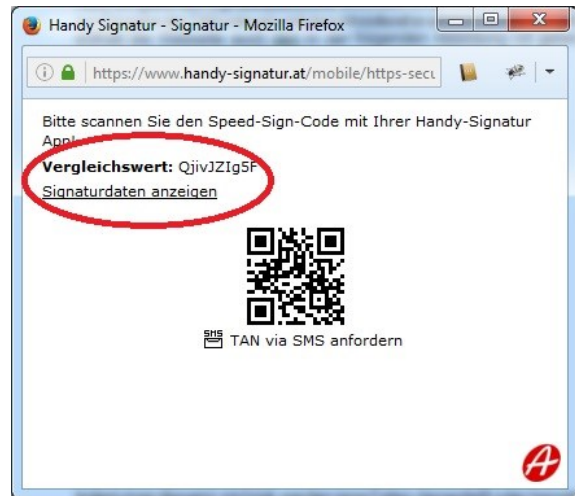 Handy Signatur - Signatur - Mozilla Firefox
https://www.handy-signatur.at/mobile/https-secu
Bitte scannen Sie den Speed-Sign-Code mit Ihrer Handy-Signatur
App!
Vergleichswert: QjivJZIg5F
Signaturdaten anzeigen
SMS TAN via SMS anfordern